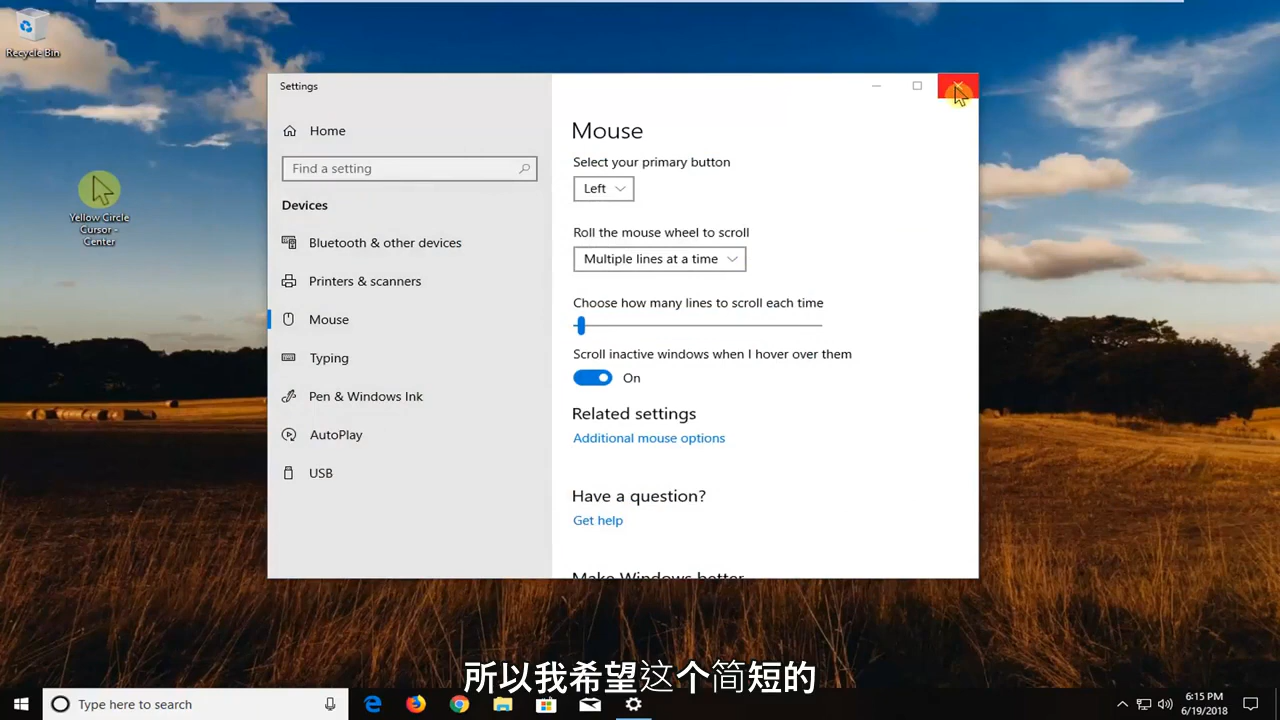 Recycle Bin
Yellow Circle
Cursor -
Center
Settings
Home
Find a setting
Devices
Bluetooth & other devices
Printers & scanners
Mouse
Typing
Pen & Windows Ink
AutoPlay
USB
Mouse
Select your primary button
Left
Roll the mouse wheel to scroll
Multiple lines at a time
Choose how many lines to scroll each time
Scroll inactive windows when I hover over them
On
Related settings
Additional mouse options
Have a question?
Get help
Make Windows better
所以我希望这个简短的
Type here to search
6:15 PM
6/19/2018